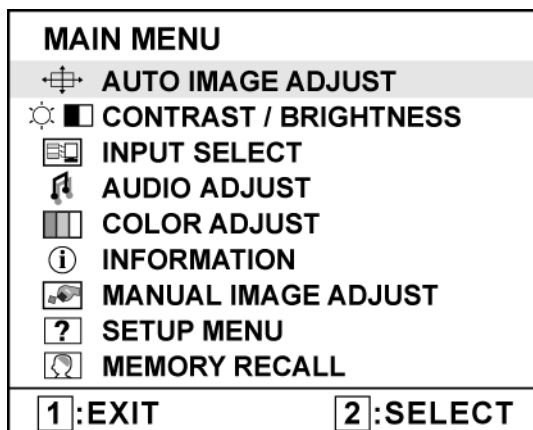 MAIN MENU
AUTO IMAGE ADJUST
CONTRAST / BRIGHTNESS
INPUT SELECT
AUDIO ADJUST
COLOR ADJUST
i INFORMATION
MANUAL IMAGE ADJUST
? SETUP MENU
MEMORY RECALL
1:EXIT 2:SELECT